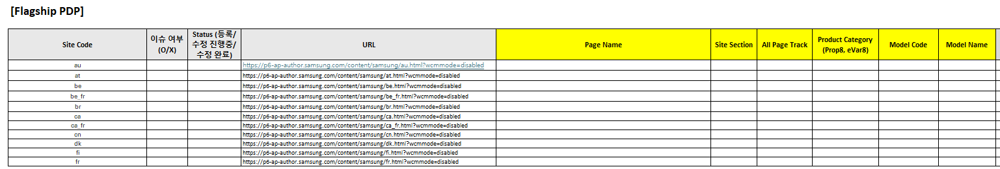 [Flagship PDP]
Site Code 이슈 여부 (O/X) Status (등록/ 수정 진행중/ 수정 완료) URL Page Name Site Section All Page Track Product Category (Prop8, eVar8) Model Code Model Name
au https://p6-ap-author.samsung.com/content/samsung/au.html?wcmmode=disabled
at https://p6-ap-author.samsung.com/content/samsung/at.html?wcmmode=disabled
be https://p6-ap-author.samsung.com/content/samsung/be.html?wcmmode=disabled
be_fr https://p6-ap-author.samsung.com/content/samsung/be_fr.html?wcmmode=disabled
br https://p6-ap-author.samsung.com/content/samsung/br.html?wcmmode=disabled
ca https://p6-ap-author.samsung.com/content/samsung/ca.html?wcmmode=disabled
ca_fr https://p6-ap-author.samsung.com/content/samsung/ca_fr.html?wcmmode=disabled
cn https://p6-ap-author.samsung.com/content/samsung/cn.html?wcmmode=disabled
dk https://p6-ap-author.samsung.com/content/samsung/dk.html?wcmmode=disabled
fi https://p6-ap-author.samsung.com/content/samsung/fi.html?wcmmode=disabled
fr https://p6-ap-author.samsung.com/content/samsung/fr.html?wcmmode=disabled